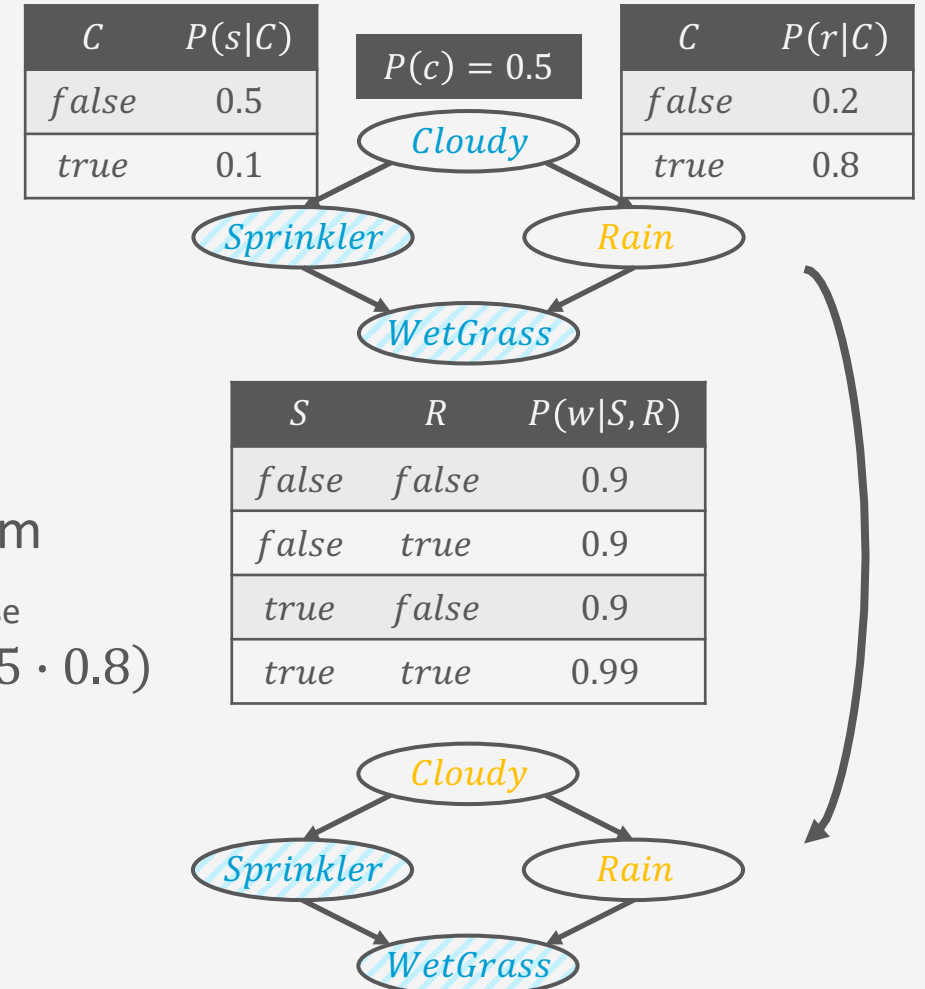 C P(s|C)
false 0.5
true 0.1
P(c) = 0.5
C P(r|C)
false 0.2
true 0.8
Cloudy
Sprinkler Rain
WetGrass
S R P(w|S, R)
false false 0.9
false true 0.9
true false 0.9
true true 0.99
m
se
5 · 0.8)
Cloudy
Sprinkler Rain
WetGrass